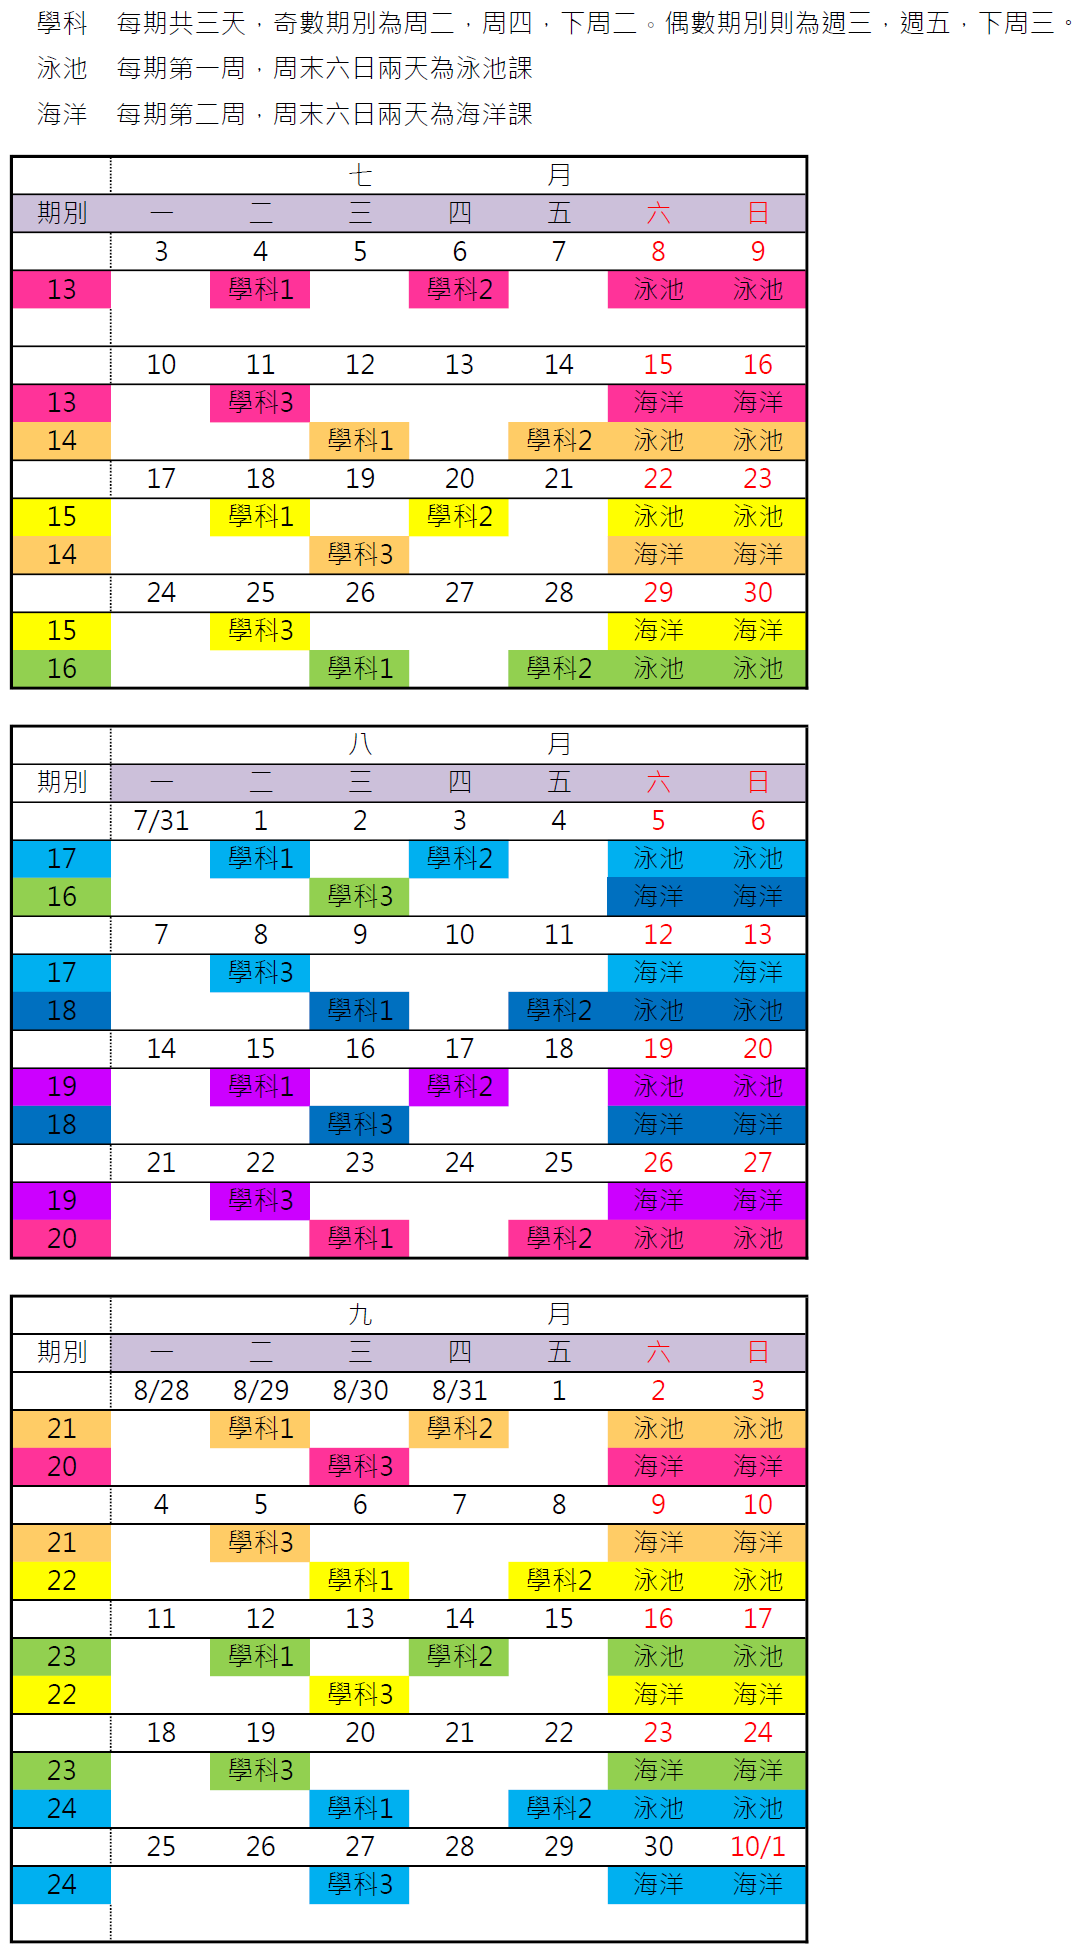 學科　每期共三天，奇數期別為周二，周四，下周二。偶數期別則為週三，週五，下周三。
泳池　每期第一周，周末六日兩天為泳池課
海洋　每期第二周，周末六日兩天為海洋課
七 月
期別 一 二 三 四 五 六 日
3 4 5 6 7 8 9
13 學科1 學科2 泳池 泳池
10 11 12 13 14 15 16
13 學科3 海洋 海洋
14 學科1 學科2 泳池 泳池
17 18 19 20 21 22 23
15 學科1 學科2 泳池 泳池
14 學科3 海洋 海洋
24 25 26 27 28 29 30
15 學科3 海洋 海洋
16 學科1 學科2 泳池 泳池
八 月
期別 一 二 三 四 五 六 日
7/31 1 2 3 4 5 6
17 學科1 學科2 泳池 泳池
16 學科3 海洋 海洋
7 8 9 10 11 12 13
17 學科3 海洋 海洋
18 學科1 學科2 泳池 泳池
14 15 16 17 18 19 20
19 學科1 學科2 泳池 泳池
18 學科3 海洋 海洋
21 22 23 24 25 26 27
19 學科3 海洋 海洋
20 學科1 學科2 泳池 泳池
九 月
期別 一 二 三 四 五 六 日
8/28 8/29 8/30 8/31 1 2 3
21 學科1 學科2 泳池 泳池
20 學科3 海洋 海洋
4 5 6 7 8 9 10
21 學科3 海洋 海洋
22 學科1 學科2 泳池 泳池
11 12 13 14 15 16 17
23 學科1 學科2 泳池 泳池
22 學科3 海洋 海洋
18 19 20 21 22 23 24
23 學科3 海洋 海洋
24 學科1 學科2 泳池 泳池
25 26 27 28 29 30 10/1
24 學科3 海洋 海洋